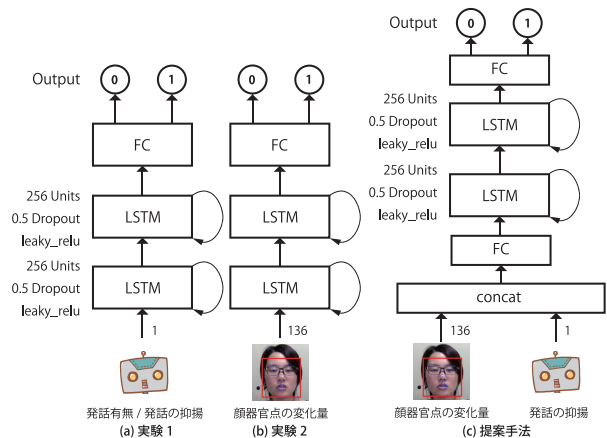 Output
0
1
FC
256 Units
0.5 Dropout
leaky_relu
LSTM
256 Units
0.5 Dropout
leaky_relu
LSTM
1
発話有無 / 発話の抑揚
(a) 実験 1
0
1
FC
LSTM
LSTM
136
顔器官点の変化量
(b) 実験 2
Output
0
1
FC
256 Units
0.5 Dropout
leaky_relu
LSTM
256 Units
0.5 Dropout
leaky_relu
LSTM
FC
concat
136
1
顔器官点の変化量
発話の抑揚
(c) 提案手法